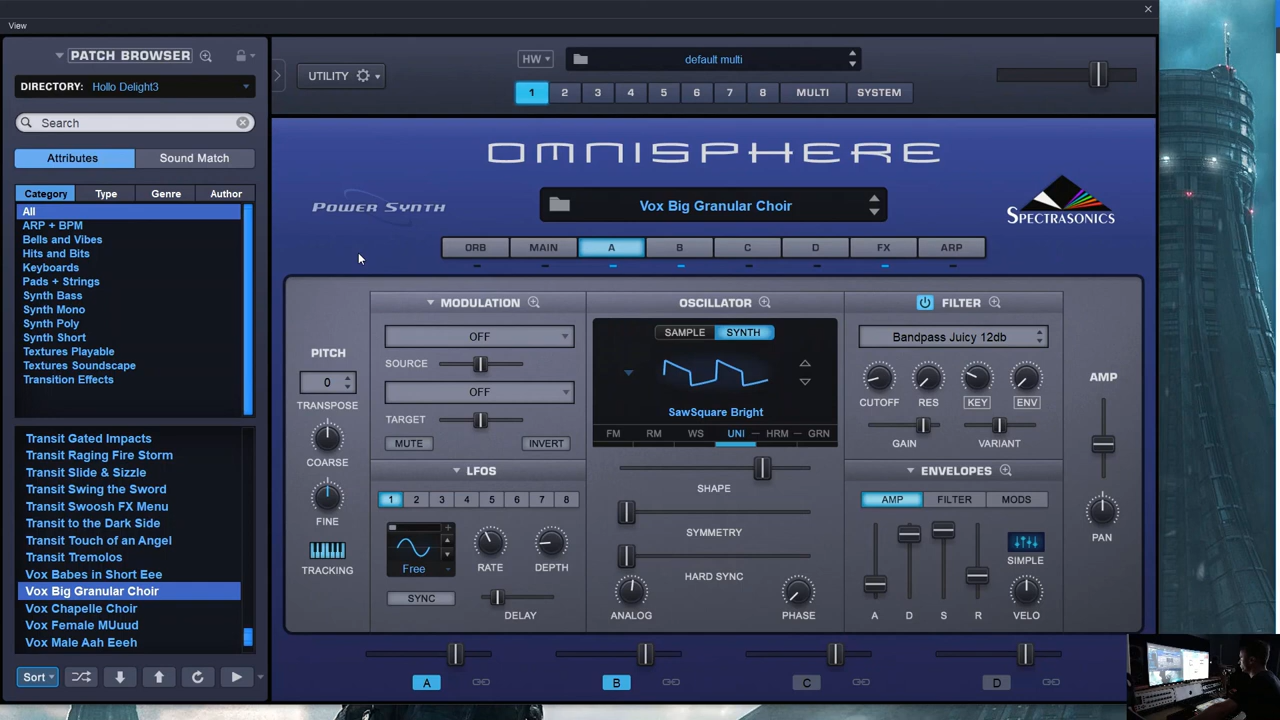 View
PATCH BROWSER
DIRECTORY: Hollo Delight3
Search
Attributes
Sound Match
Category
Type
Genre
Author
All
ARP + BPM
Bells and Vibes
Hits and Bits
Keyboards
Pads + Strings
Synth Bass
Synth Mono
Synth Poly
Synth Short
Textures Playable
Textures Soundscape
Transition Effects
Transit Gated Impacts
Transit Raging Fire Storm
Transit Slide & Sizzle
Transit Swing the Sword
Transit Swoosh FX Menu
Transit to the Dark Side
Transit Touch of an Angel
Transit Tremolos
Vox Babes in Short Eee
Vox Big Granular Choir
Vox Chapelle Choir
Vox Female MUuud
Vox Male Aah Eeeh
Sort
UTILITY
HW
default multi
1 2 3 4 5 6 7 8 MULTI SYSTEM
OMNISPHERE
POWER SYNTH
Vox Big Granular Choir
SPECTRASONICS
ORB MAIN A B C D FX ARP
PITCH
0
TRANSPOSE
COARSE
FINE
TRACKING
MODULATION
OFF
SOURCE
OFF
TARGET
MUTE
INVERT
LFOS
1 2 3 4 5 6 7 8
Free
RATE
DEPTH
SYNC
DELAY
OSCILLATOR
SAMPLE
SYNTH
SawSquare Bright
FM RM WS UNI HRM GRN
SHAPE
SYMMETRY
HARD SYNC
ANALOG
PHASE
FILTER
Bandpass Juicy 12db
CUTOFF
RES
KEY
ENV
GAIN
VARIANT
ENVELOPES
AMP
FILTER
MODS
A D S R
SIMPLE
VELO
AMP
PAN
A
B
C
D